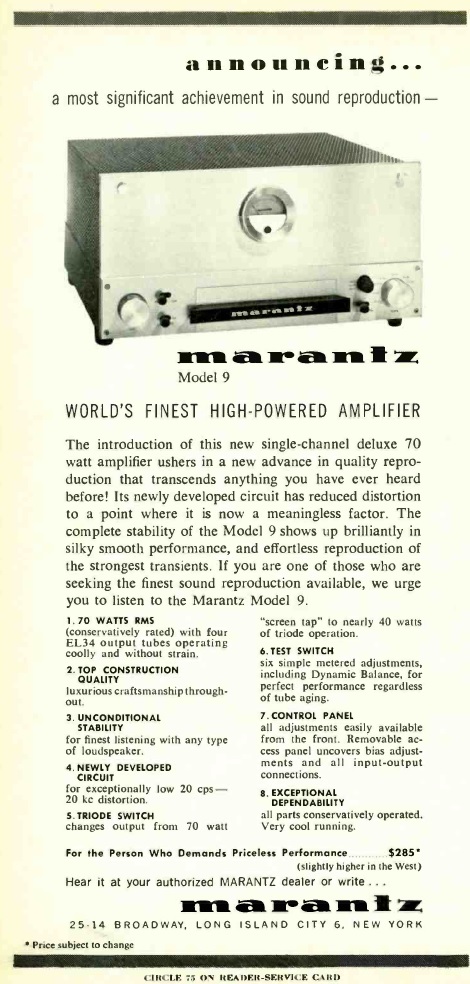 announcing...
a most significant achievement in sound reproduction —
marantz
marantz
Model 9
WORLD'S FINEST HIGH-POWERED AMPLIFIER
The introduction of this new single-channel deluxe 70
watt amplifier ushers in a new advance in quality repro-
duction that transcends anything you have ever heard
before! Its newly developed circuit has reduced distortion
to a point where it is now a meaningless factor. The
complete stability of the Model 9 shows up brilliantly in
silky smooth performance, and effortless reproduction of
the strongest transients. If you are one of those who are
seeking the finest sound reproduction available, we urge
you to listen to the Marantz Model 9.
1. 70 WATTS RMS
(conservatively rated) with four
EL34 output tubes operating
coolly and without strain.
2. TOP CONSTRUCTION
QUALITY
luxurious craftsmanship through-
out.
3. UNCONDITIONAL
STABILITY
for finest listening with any type
of loudspeaker.
4. NEWLY DEVELOPED
CIRCUIT
for exceptionally low 20 cps—
20 kc distortion.
5. TRIODE SWITCH
changes output from 70 watt
"screen tap" to nearly 40 watts
of triode operation.
6. TEST SWITCH
six simple metered adjustments,
including Dynamic Balance, for
perfect performance regardless
of tube aging.
7. CONTROL PANEL
all adjustments easily available
from the front. Removable ac-
cess panel uncovers bias adjust-
ments and all input-output
connections.
8. EXCEPTIONAL
DEPENDABILITY
all parts conservatively operated.
Very cool running.
For the Person Who Demands Priceless Performance...........$285*
(slightly higher in the West)
Hear it at your authorized MARANTZ dealer or write . . .
marantz
25-14 BROADWAY, LONG ISLAND CITY 6, NEW YORK
* Price subject to change
CIRCLE 75 ON READER-SERVICE CARD